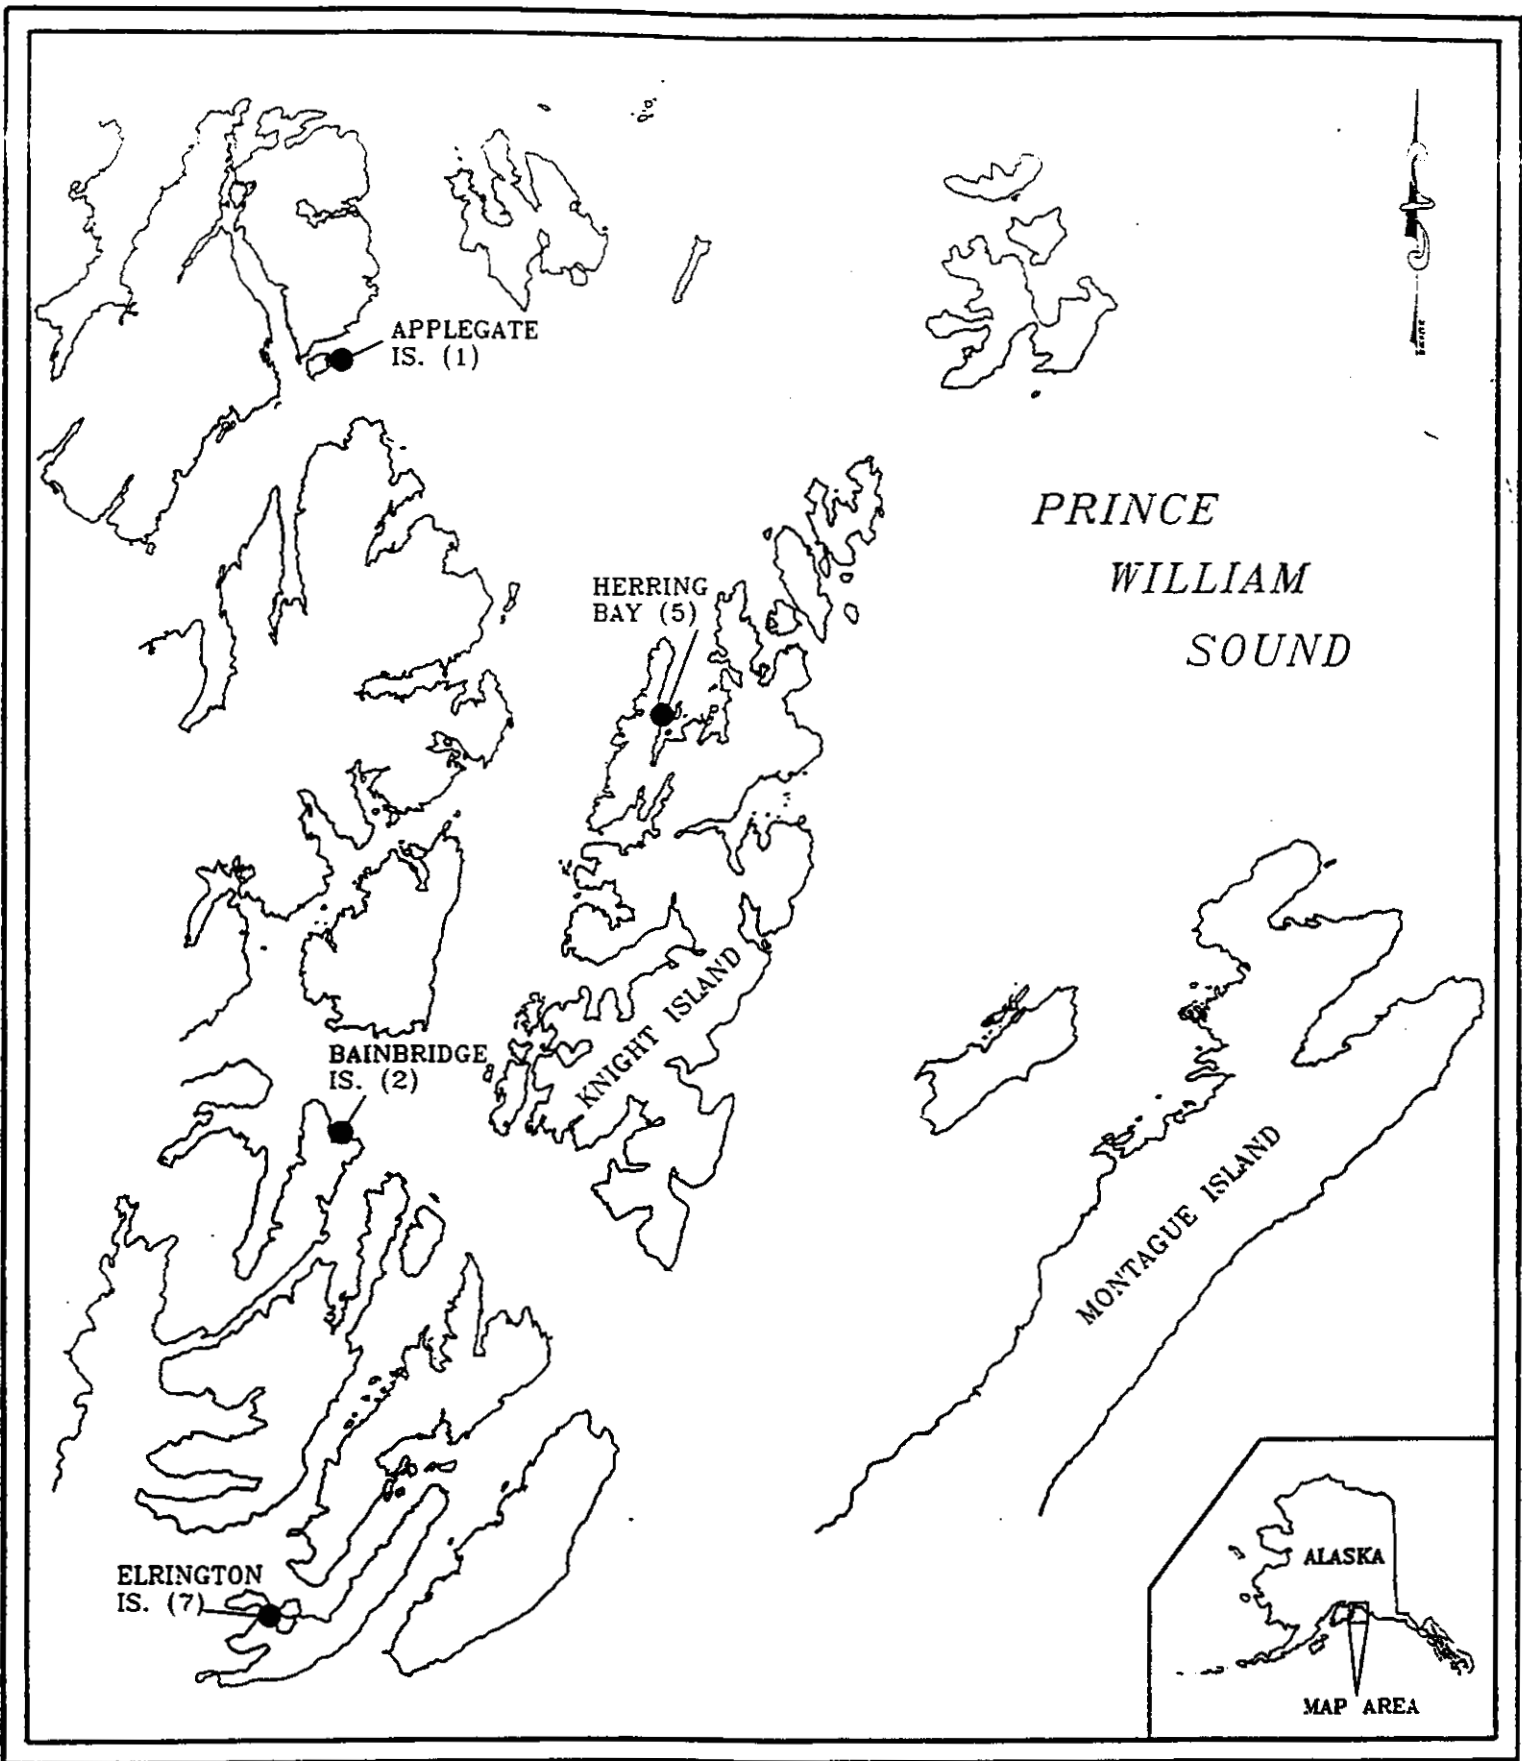 APPLEGATE
IS. (1)
PRINCE
WILLIAM
SOUND
HERRING
BAY (5)
KNIGHT ISLAND
BAINBRIDGE
IS. (2)
MONTAGUE ISLAND
ELRINGTON
IS. (7)
ALASKA
MAP AREA